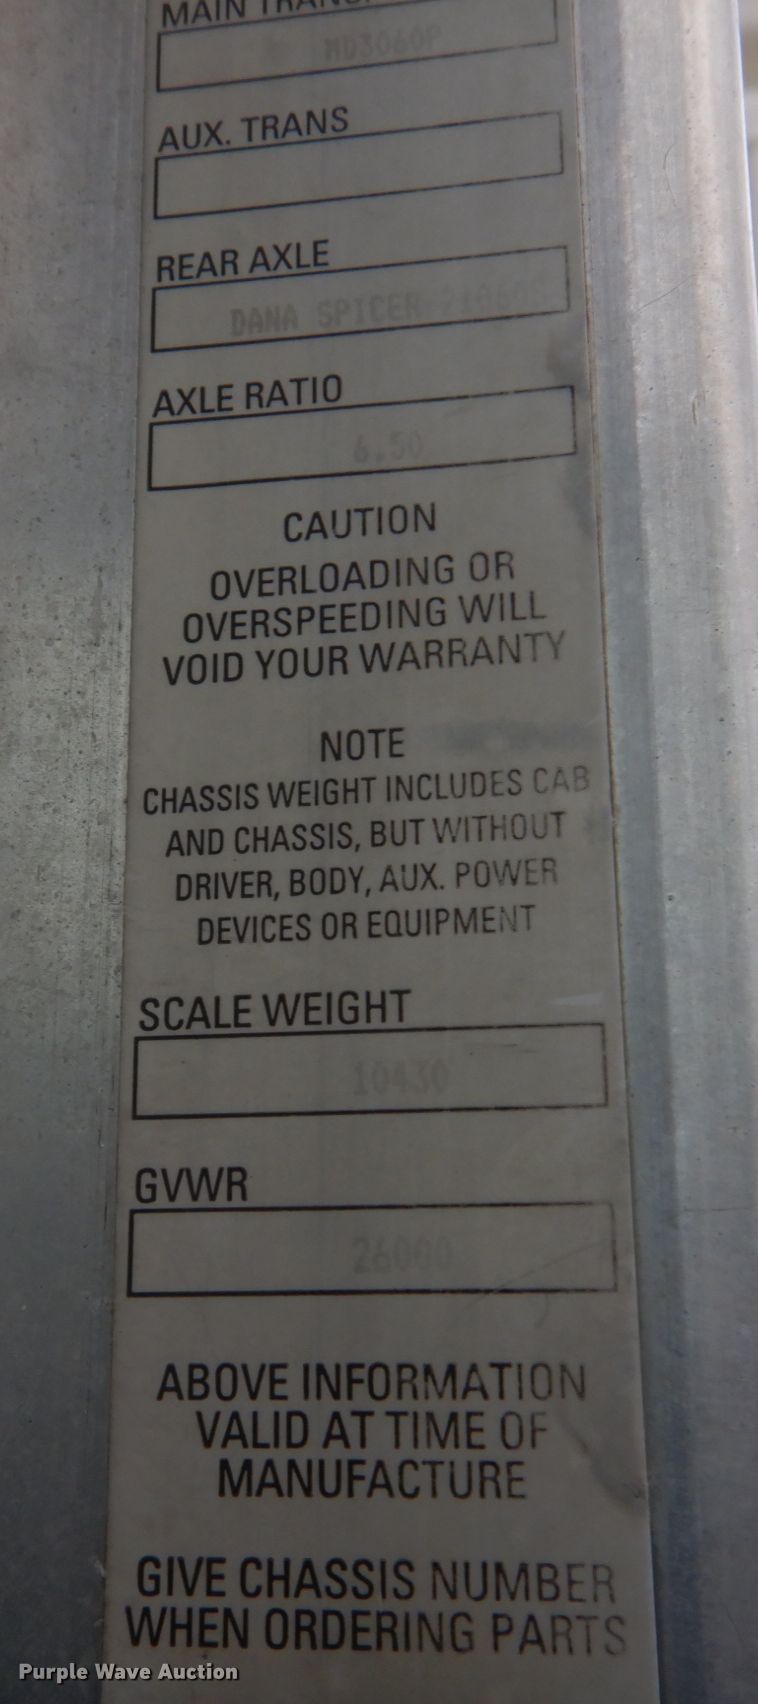 MAIN
MD3060P
AUX. TRANS
REAR AXLE
DANA SPICER
AXLE RATIO
6.50
CAUTION
OVERLOADING OR
OVERSPEEDING WILL
VOID YOUR WARRANTY
NOTE
CHASSIS WEIGHT INCLUDES CAB
AND CHASSIS, BUT WITHOUT
DRIVER, BODY, AUX. POWER
DEVICES OR EQUIPMENT
SCALE WEIGHT
10430
GVWR
26000
ABOVE INFORMATION
VALID AT TIME OF
MANUFACTURE
GIVE CHASSIS NUMBER
WHEN ORDERING PARTS
Purple Wave Auction